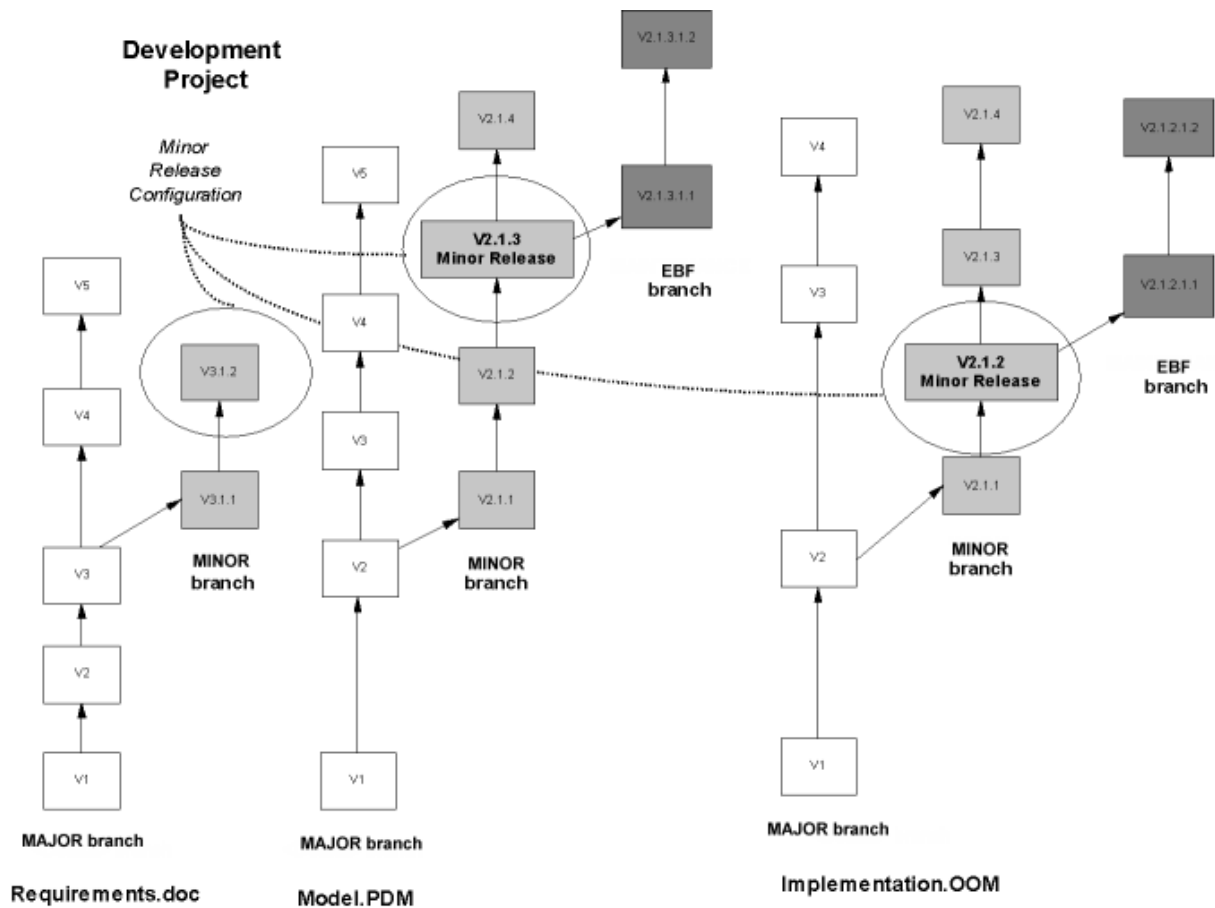 Development
Project
Minor
Release
Configuration
V5
V4
V3
V2
V1
V3.1.2
V3.1.1
MINOR
branch
MAJOR branch
Requirements.doc
V5
V4
V3
V2
V1
V2.1.4
V2.1.3
Minor Release
V2.1.2
V2.1.1
MINOR
branch
V2.1.3.1.2
V2.1.3.1.1
EBF
branch
MAJOR branch
Model.PDM
V4
V3
V2
V1
V2.1.4
V2.1.3
V2.1.2
Minor Release
V2.1.1
MINOR
branch
V2.1.2.1.2
V2.1.2.1.1
EBF
branch
MAJOR branch
Implementation.OOM